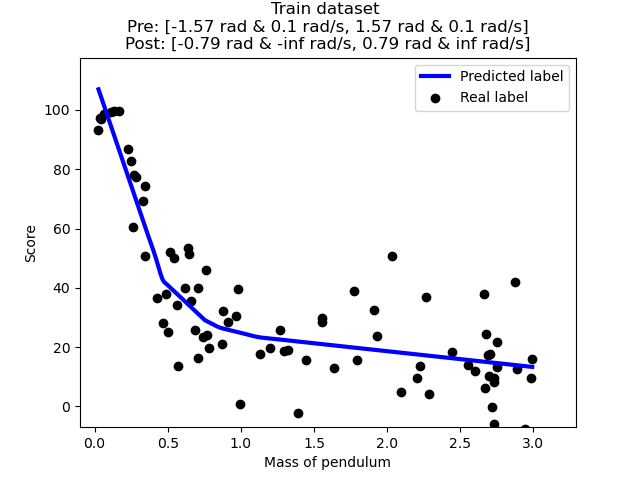 Train dataset
Pre: [-1.57 rad & 0.1 rad/s, 1.57 rad & 0.1 rad/s]
Post: [-0.79 rad & -inf rad/s, 0.79 rad & inf rad/s]
Predicted label
Real label
100
80
60
40
20
0
Score
0.0 0.5 1.0 1.5 2.0 2.5 3.0
Mass of pendulum